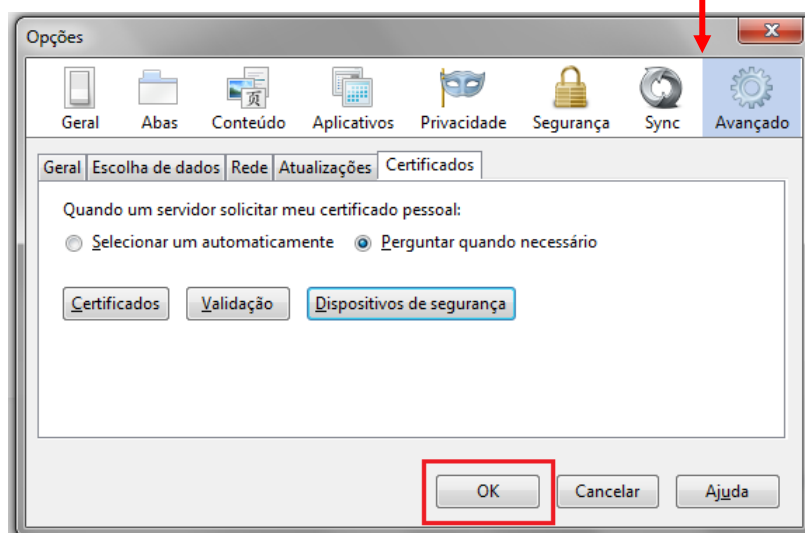 Opções
Geral Abas Conteúdo Aplicativos Privacidade Segurança Sync Avançado
Geral Escolha de dados Rede Atualizações Certificados
Quando um servidor solicitar meu certificado pessoal:
Selecionar um automaticamente Perguntar quando necessário
Certificados Validação Dispositivos de segurança
OK Cancelar Ajuda